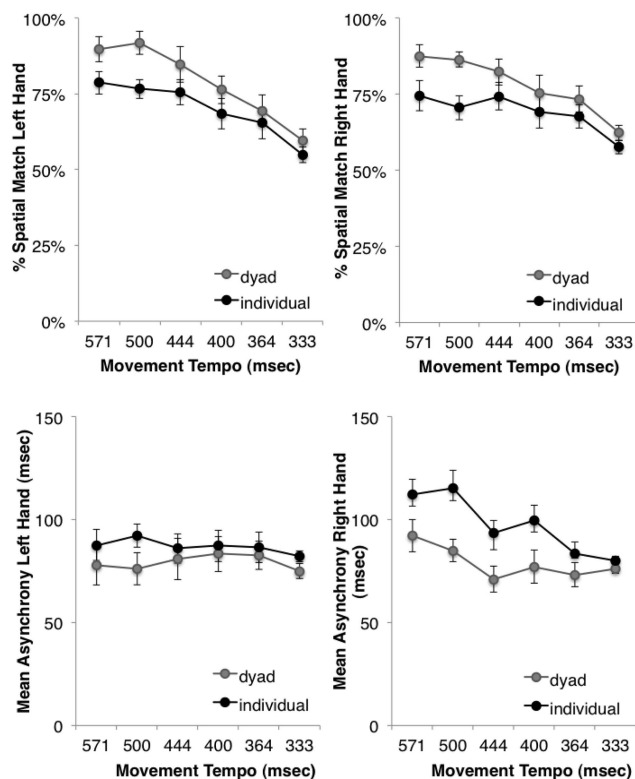 % Spatial Match Left Hand
100%
75%
50%
25%
0%
dyad
individual
571 500 444 400 364 333
Movement Tempo (msec)
% Spatial Match Right Hand
100%
75%
50%
25%
0%
dyad
individual
571 500 444 400 364 333
Movement Tempo (msec)
Mean Asynchrony Left Hand (msec)
150
100
50
0
dyad
individual
571 500 444 400 364 333
Movement Tempo (msec)
Mean Asynchrony Right Hand
(msec)
150
100
50
0
dyad
individual
571 500 444 400 364 333
Movement Tempo (msec)